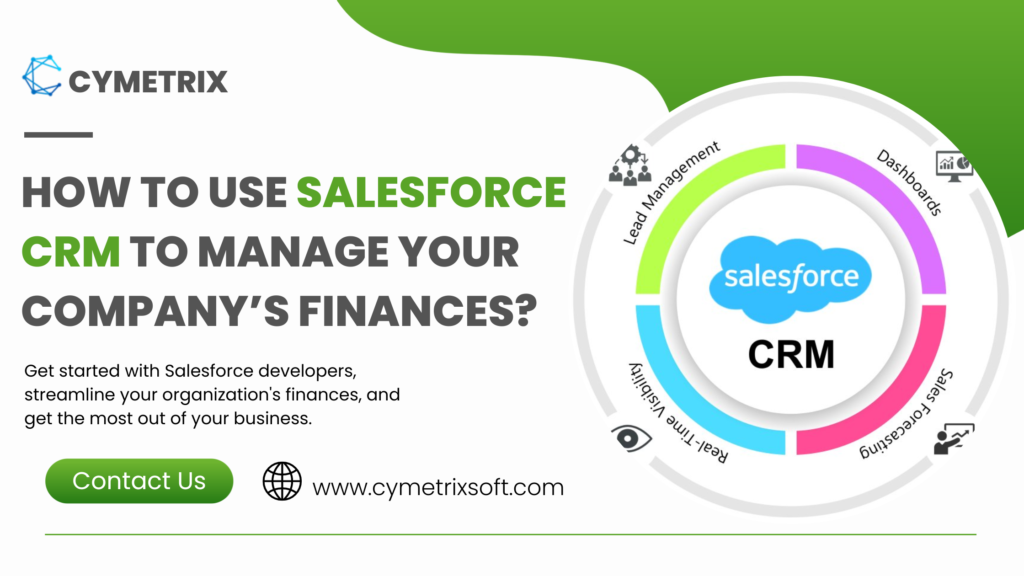 CYMETRIX
HOW TO USE SALESFORCE
CRM TO MANAGE YOUR
COMPANY'S FINANCES?
Get started with Salesforce developers,
streamline your organization's finances, and
get the most out of your business.
Contact Us
www.cymetrixsoft.com
Lead Management
Dashboards
salesforce
CRM
Real-Time Visibility
Sales Forecasting